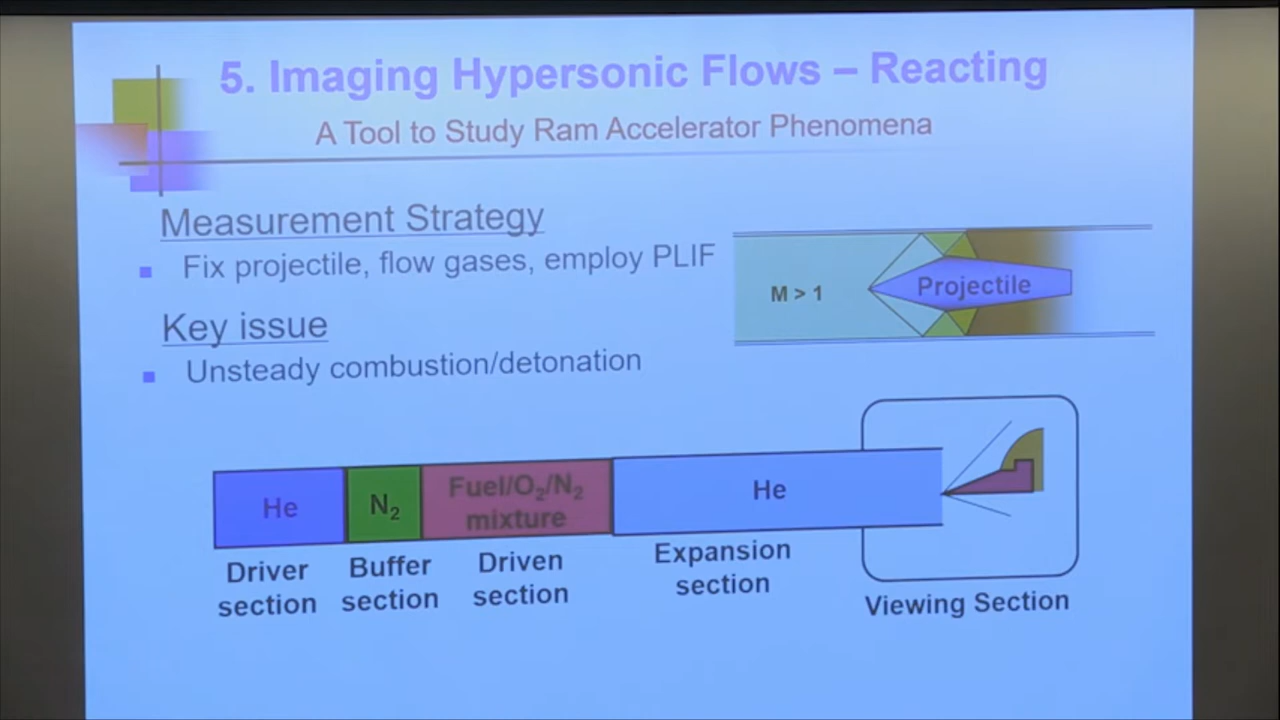 5. Imaging Hypersonic Flows – Reacting
A Tool to Study Ram Accelerator Phenomena
Measurement Strategy
Fix projectile, flow gases, employ PLIF
M > 1
Projectile
Key issue
Unsteady combustion/detonation
He
N₂
Fuel/O₂/N₂
mixture
He
Driver
section
Buffer
section
Driven
section
Expansion
section
Viewing Section